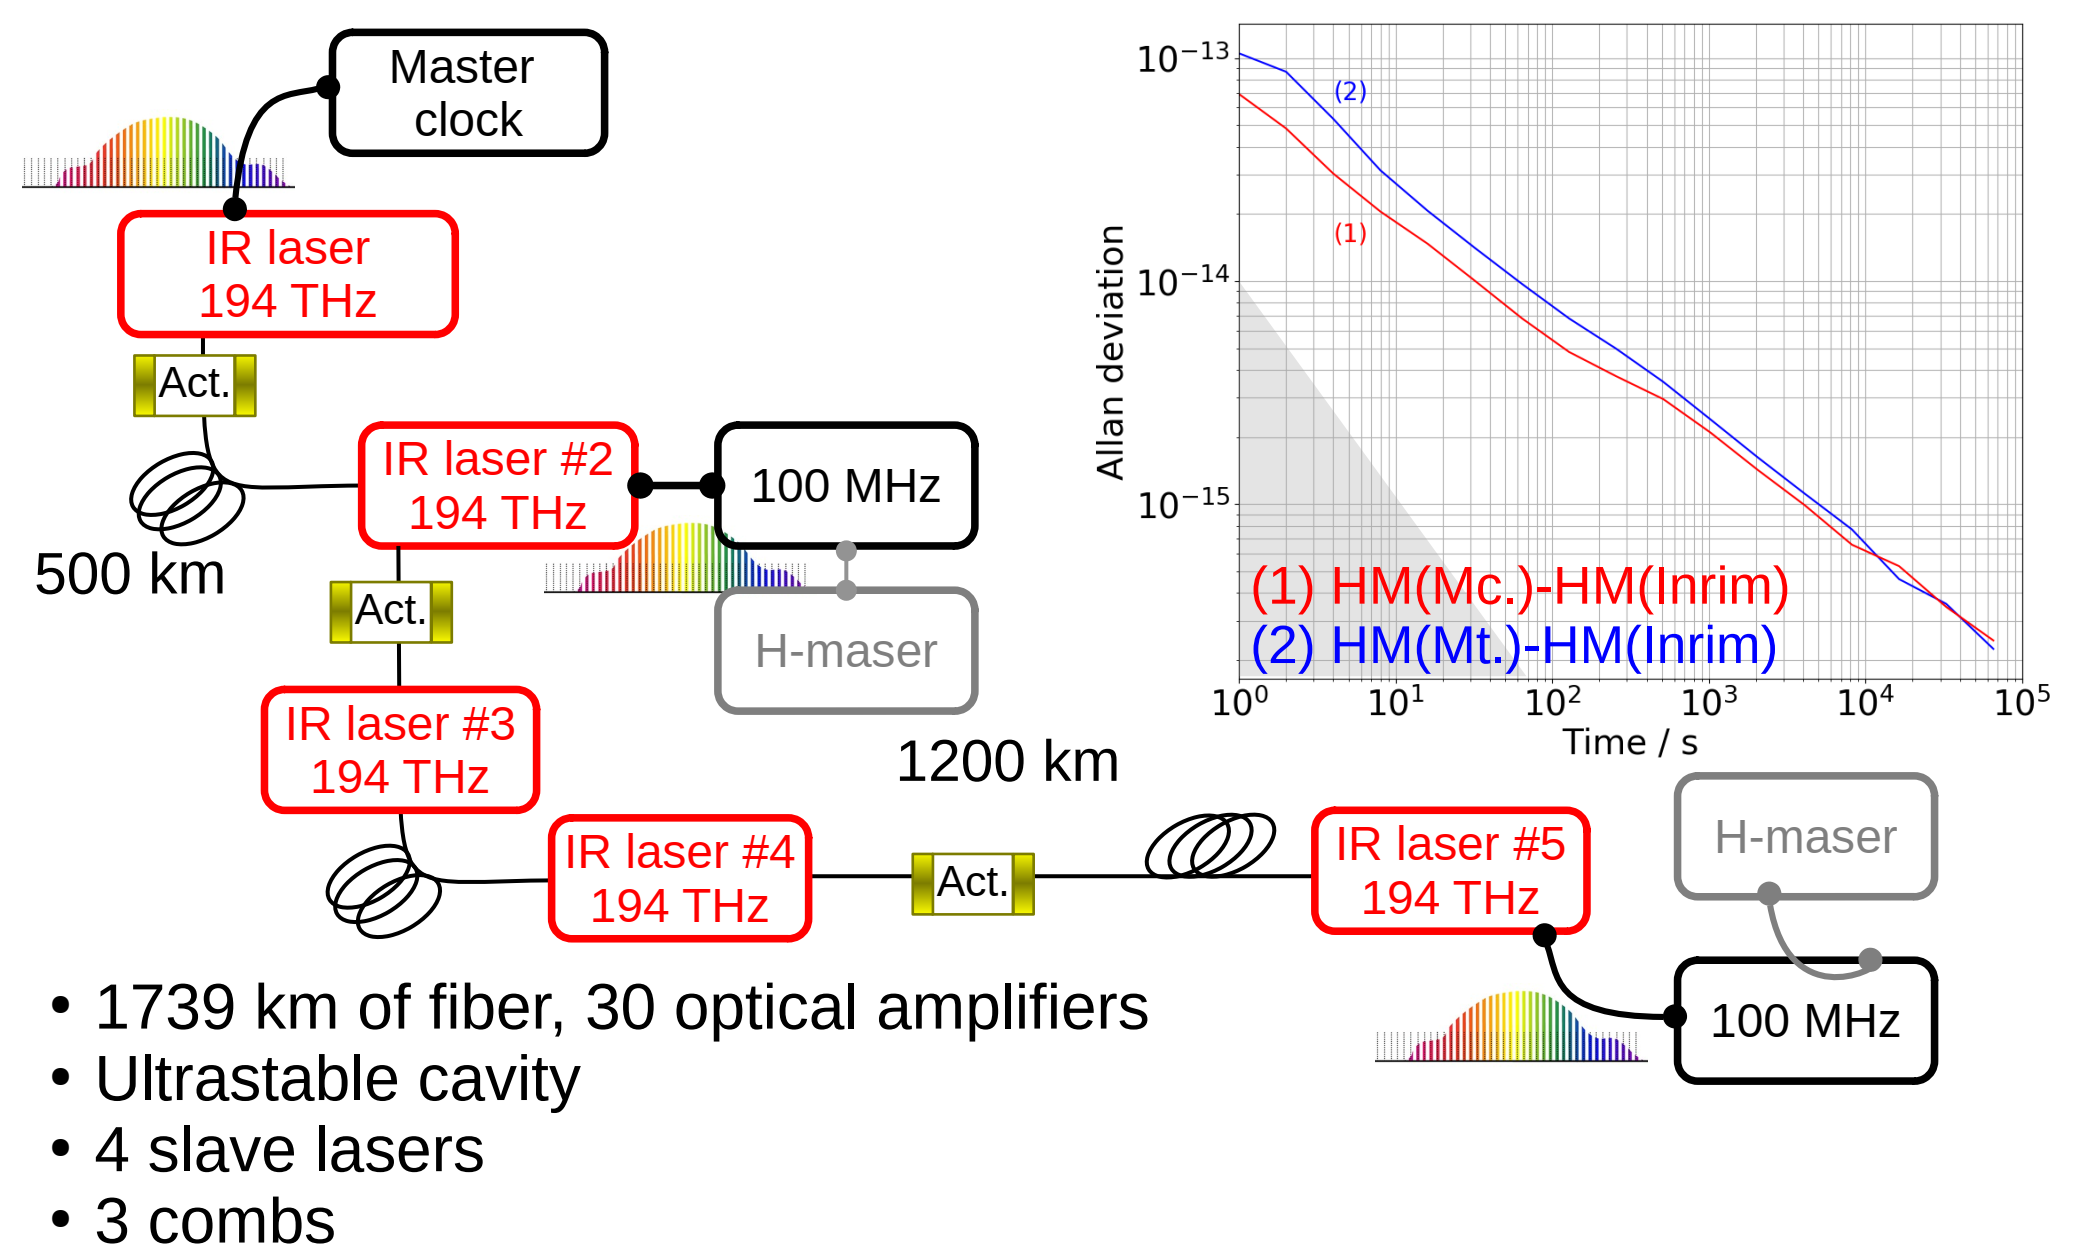 Master
clock
IR laser
194 THz
Act.
500 km
IR laser #2
194 THz
100 MHz
H-maser
Act.
IR laser #3
194 THz
1200 km
IR laser #4
194 THz
Act.
IR laser #5
194 THz
H-maser
100 MHz
Allan deviation
10⁻¹³
10⁻¹⁴
10⁻¹⁵
(2)
(1)
(1) HM(Mc.)-HM(Inrim)
(2) HM(Mt.)-HM(Inrim)
10⁰ 10¹ 10² 10³ 10⁴ 10⁵
Time / s
• 1739 km of fiber, 30 optical amplifiers
• Ultrastable cavity
• 4 slave lasers
• 3 combs